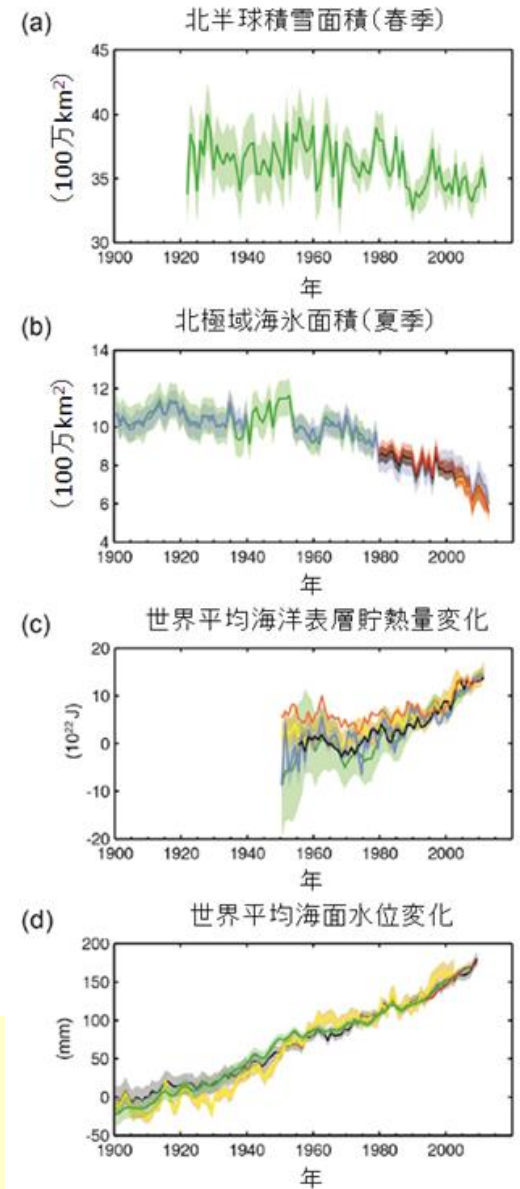 (a) 北半球積雪面積(春季)
(100万km²)
45
40
35
30
1900 1920 1940 1960 1980 2000
年
(b) 北極域海氷面積(夏季)
(100万km²)
14
12
10
8
6
4
1900 1920 1940 1960 1980 2000
年
(c) 世界平均海洋表層貯熱量変化
(10²² J)
20
10
0
-10
-20
1900 1920 1940 1960 1980 2000
年
(d) 世界平均海面水位変化
(mm)
200
150
100
50
0
-50
1900 1920 1940 1960 1980 2000
年